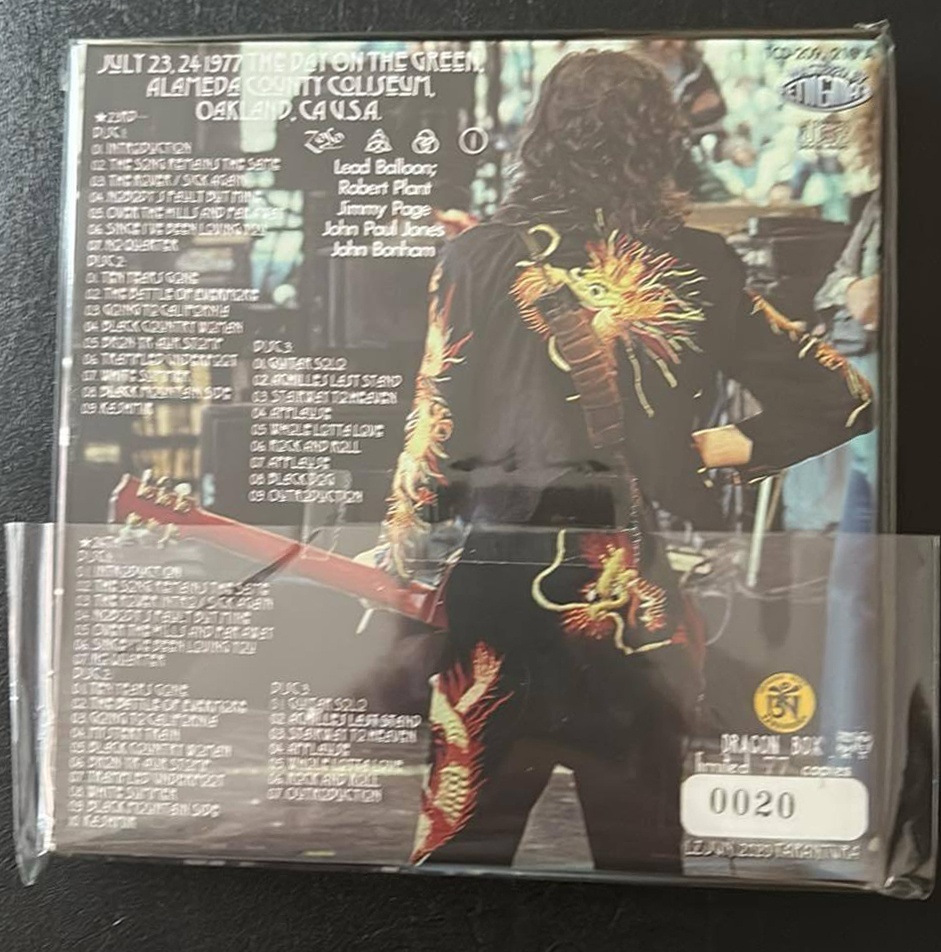 JULY 23, 24 1977 THE DAY ON THE GREEN,
ALAMEDA COUNTY COLISEUM,
OAKLAND, CA U.S.A.
★23RD
DISC 1
01 INTRODUCTION
02 THE SONG REMAINS THE SAME
03 THE ROVER / SICK AGAIN
04 NOBODY'S FAULT BUT MINE
05 OVER THE HILLS AND FAR AWAY
06 SINCE I'VE BEEN LOVING YOU
07 NO QUARTER
DISC 2
01 TEN YEARS GONE
02 THE BATTLE OF EVERMORE
03 GOING TO CALIFORNIA
04 BLACK COUNTRY WOMAN
05 BRON YR AUR STOMP
06 TRAMPLED UNDERFOOT
07 WHITE SUMMER
08 BLACK MOUNTAIN SIDE
09 KASHMIR
Lead Balloon;
Robert Plant
Jimmy Page
John Paul Jones
John Bonham
DISC 3
01 GUITAR SOLO
02 ACHILLES LAST STAND
03 STAIRWAY TO HEAVEN
04 APPLAUSE
05 WHOLE LOTTA LOVE
06 ROCK AND ROLL
07 APPLAUSE
08 BLACK DOG
09 OUTRODUCTION
01 INTRODUCTION
02 THE SONG REMAINS THE SAME
03 THE ROVER INTRO / SICK AGAIN
04 NOBODY'S FAULT BUT MINE
05 OVER THE HILLS AND FAR AWAY
06 SINCE I'VE BEEN LOVING YOU
07 NO QUARTER
DISC 2
01 TEN YEARS GONE
02 THE BATTLE OF EVERMORE
03 GOING TO CALIFORNIA
04 MYSTERY TRAIN
05 BLACK COUNTRY WOMAN
06 BRON YR AUR STOMP
07 TRAMPLED UNDERFOOT
08 WHITE SUMMER
09 BLACK MOUNTAIN SIDE
10 KASHMIR
DISC 3
01 GUITAR SOLO
02 ACHILLES LAST STAND
03 STAIRWAY TO HEAVEN
04 APPLAUSE
05 WHOLE LOTTA LOVE
06 ROCK AND ROLL
07 OUTRODUCTION
DRAGON BOX
limited 77 copies
0020
2020 TARANTURA